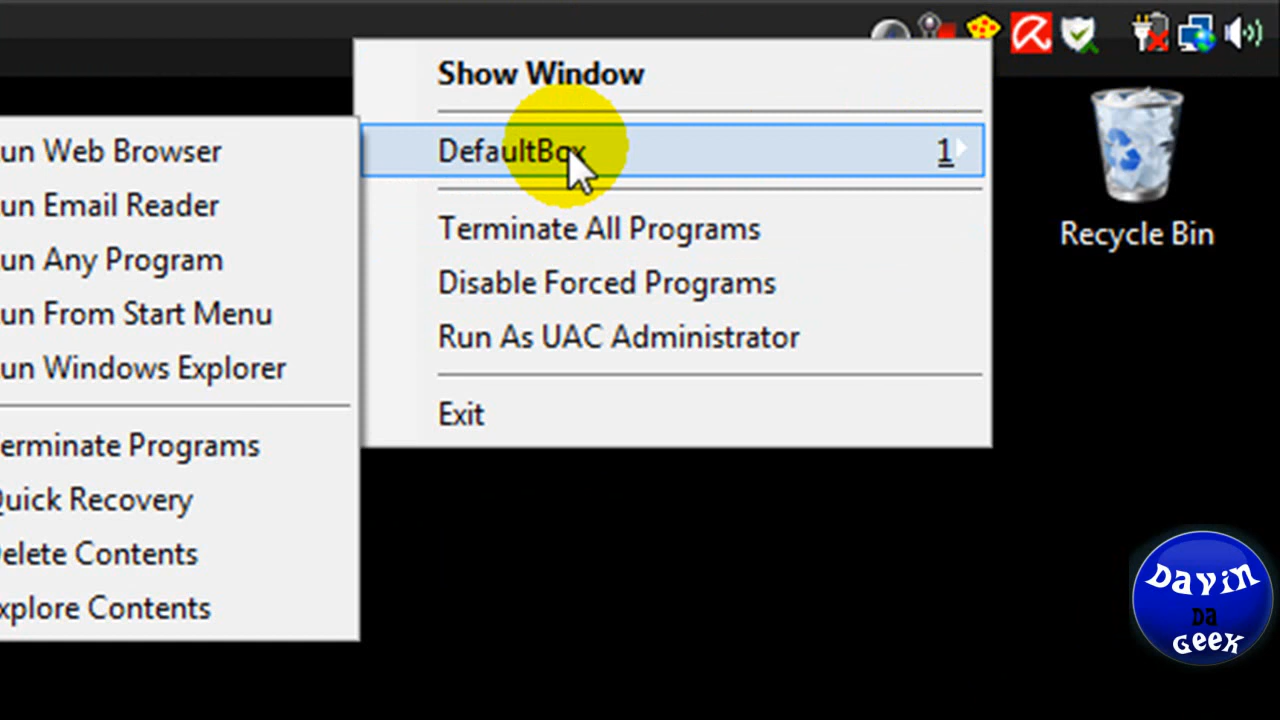 Show Window
DefaultBox 1
Terminate All Programs
Disable Forced Programs
Run As UAC Administrator
Exit
un Web Browser
un Email Reader
un Any Program
un From Start Menu
un Windows Explorer
erminate Programs
Quick Recovery
elete Contents
xplore Contents
Recycle Bin
Davin
Da
Geek